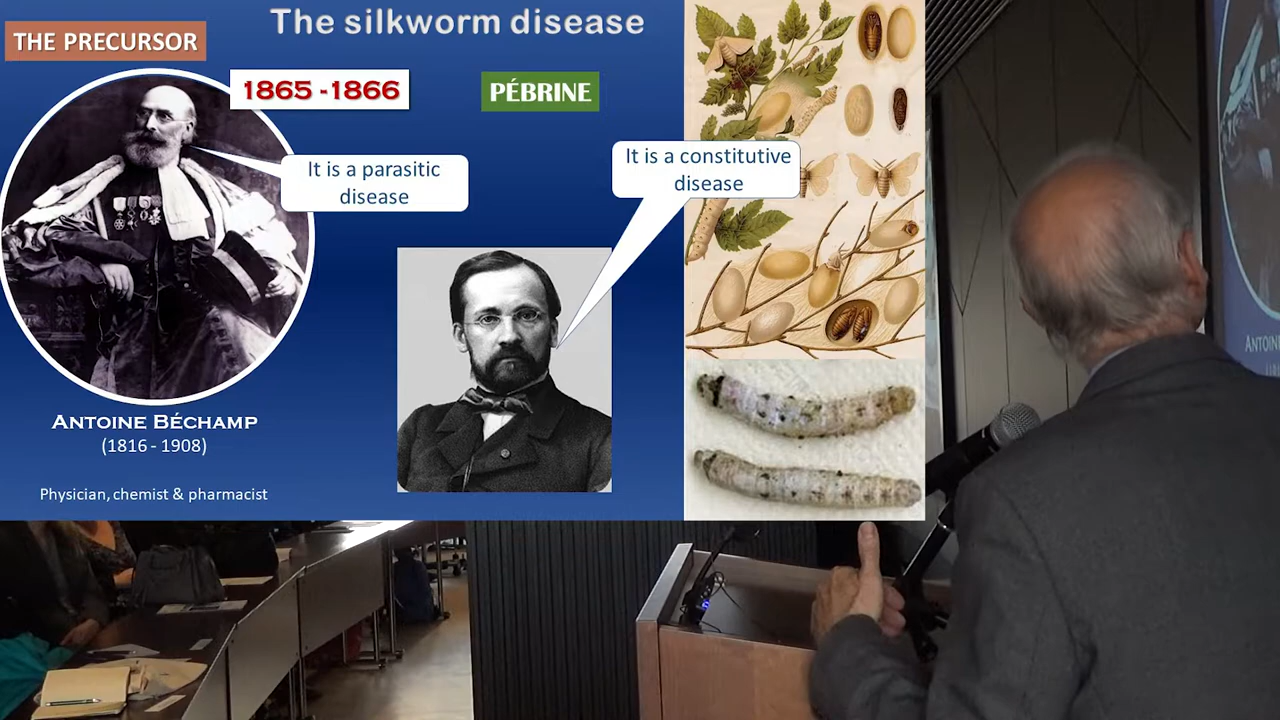 The silkworm disease
THE PRECURSOR
1865 -1866
PÉBRINE
It is a parasitic
disease
It is a constitutive
disease
ANTOINE BÉCHAMP
(1816 - 1908)
Physician, chemist & pharmacist
ANTOINE